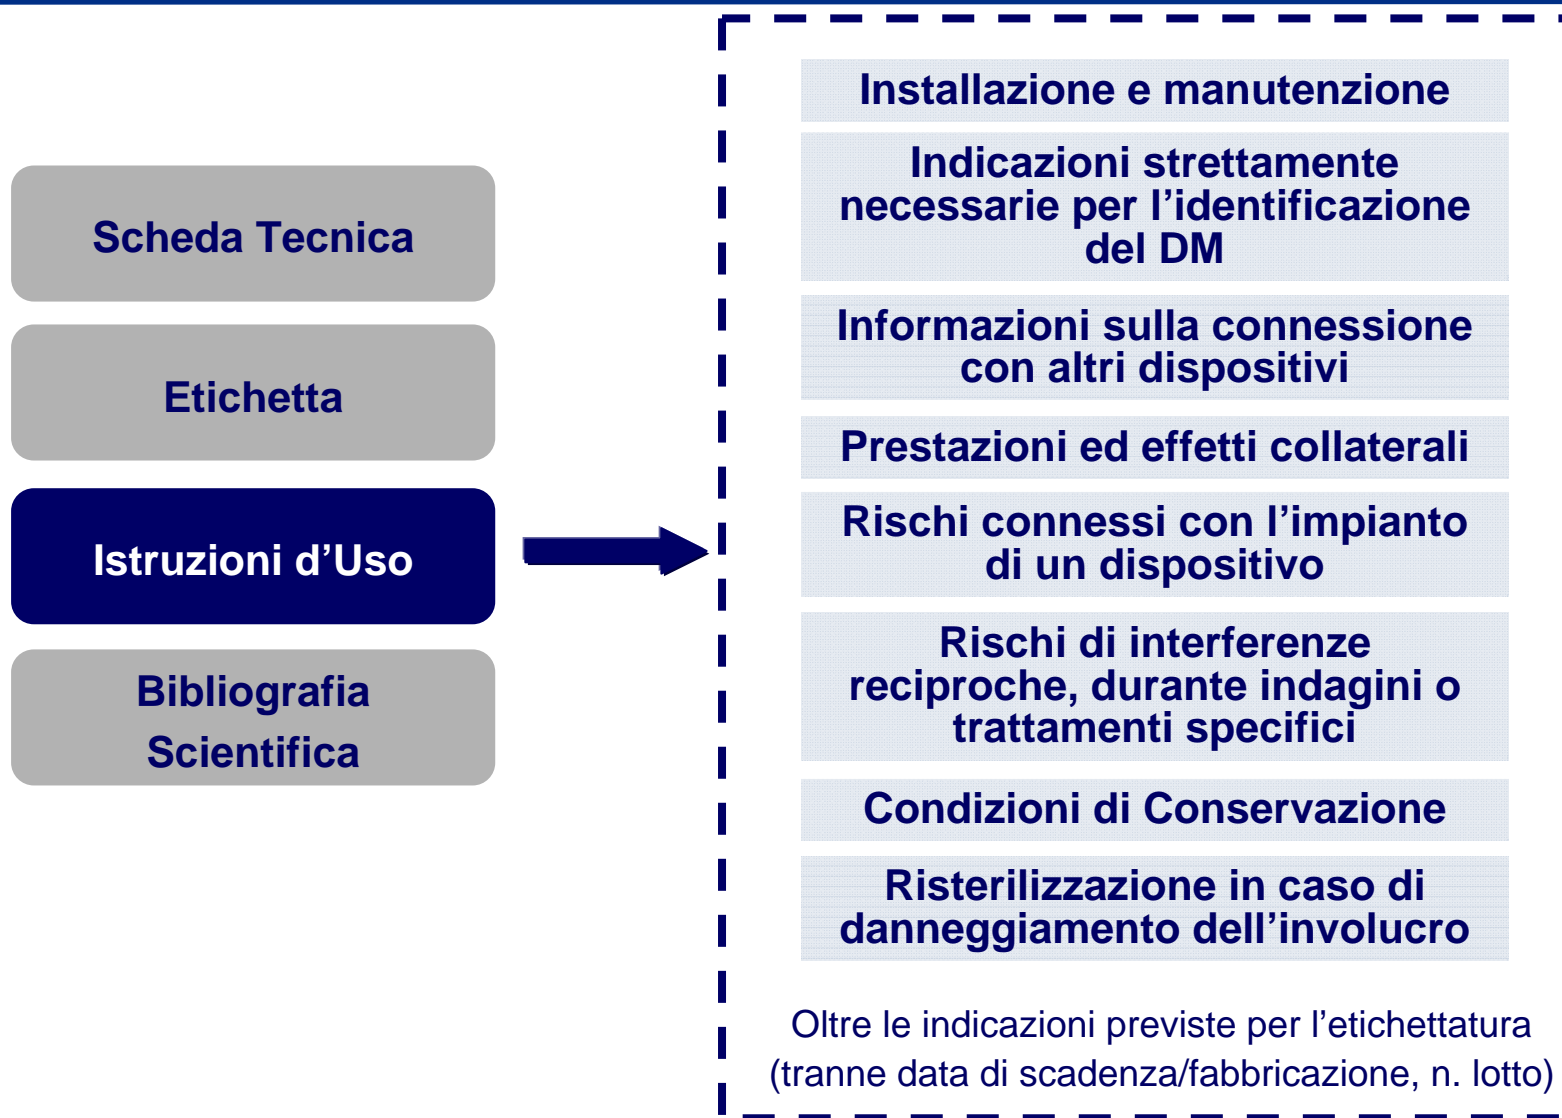 Scheda Tecnica
Etichetta
Istruzioni d’Uso
Bibliografia
Scientifica
Installazione e manutenzione
Indicazioni strettamente
necessarie per l’identificazione
del DM
Informazioni sulla connessione
con altri dispositivi
Prestazioni ed effetti collaterali
Rischi connessi con l’impianto
di un dispositivo
Rischi di interferenze
reciproche, durante indagini o
trattamenti specifici
Condizioni di Conservazione
Risterilizzazione in caso di
danneggiamento dell’involucro
Oltre le indicazioni previste per l’etichettatura
(tranne data di scadenza/fabbricazione, n. lotto)